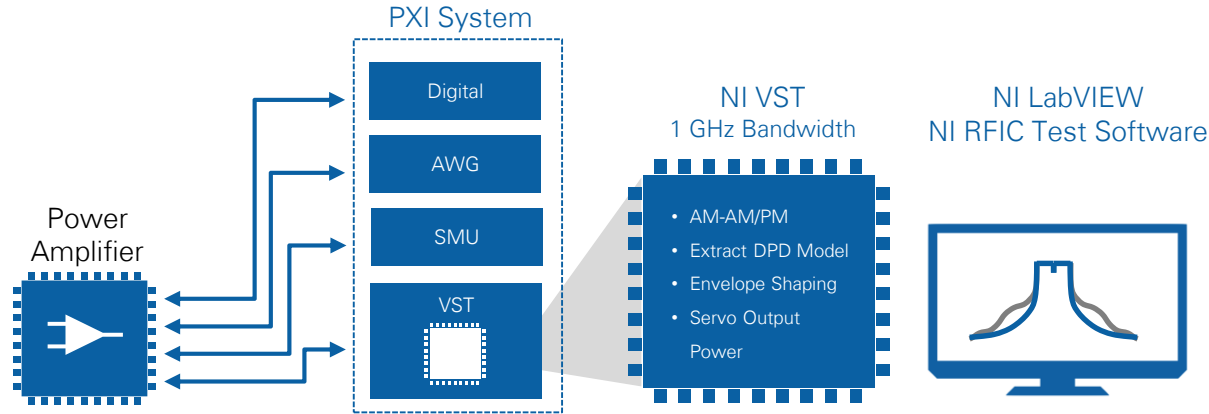 PXI System
Digital
AWG
SMU
VST
Power
Amplifier
NI VST
1 GHz Bandwidth
• AM-AM/PM
• Extract DPD Model
• Envelope Shaping
• Servo Output
Power
NI LabVIEW
NI RFIC Test Software